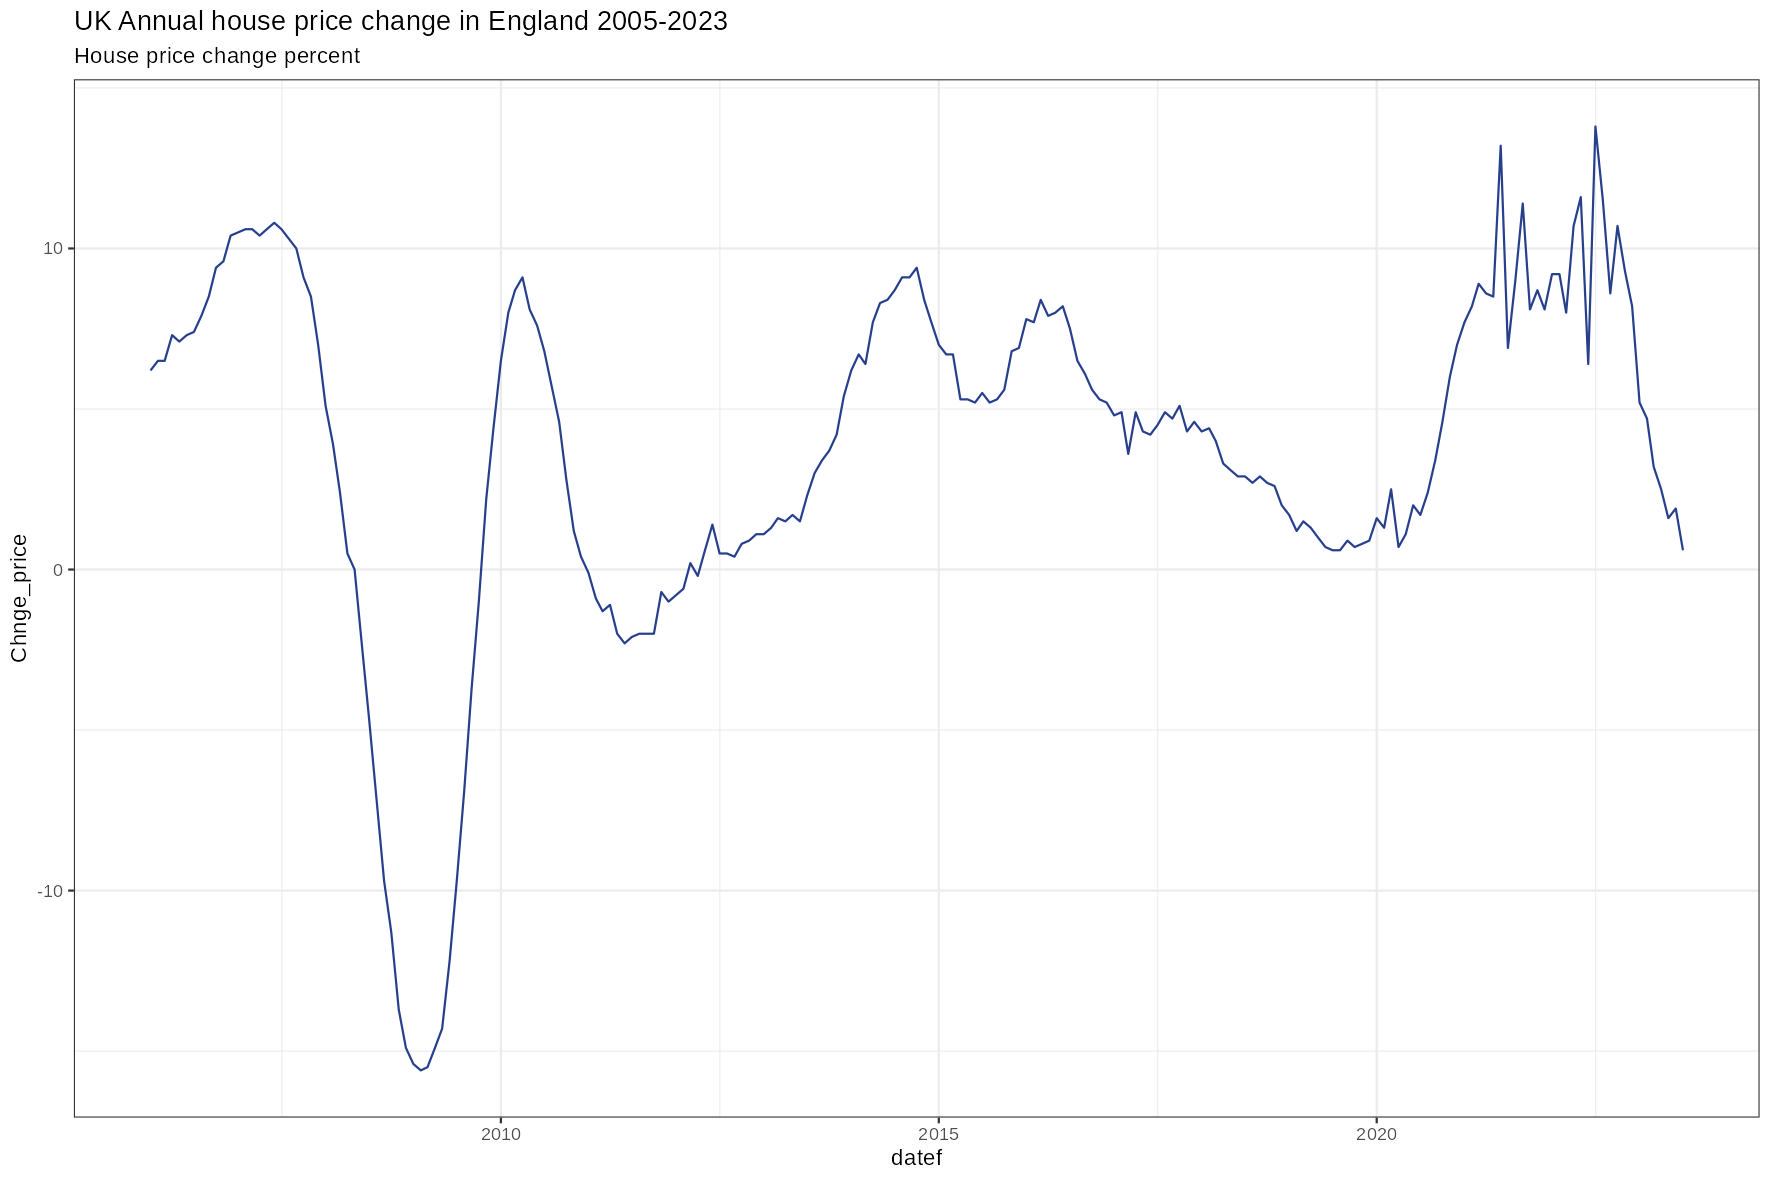 UK Annual house price change in England 2005-2023
House price change percent
Chnge_price
10
0
-10
2010
2015
2020
datef